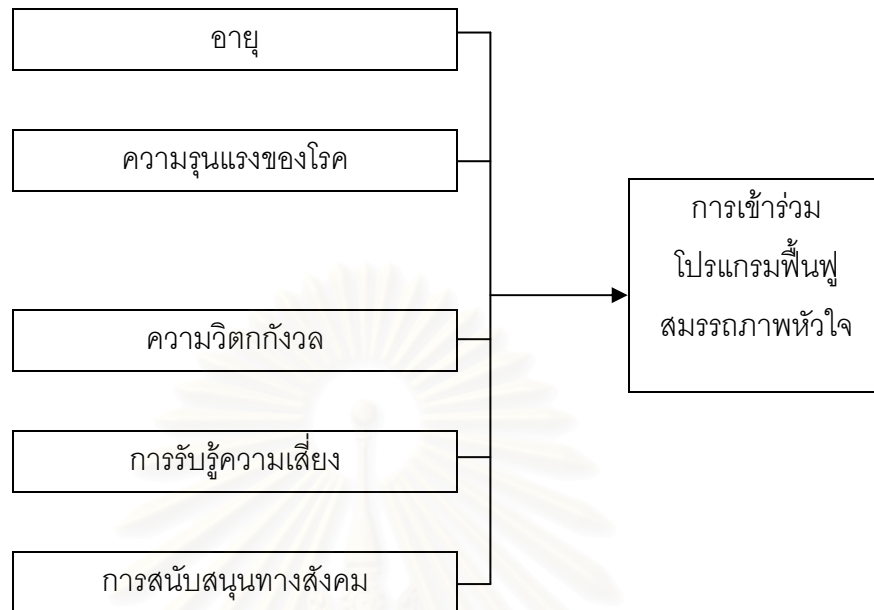 อายุ
ความรุนแรงของโรค
ความวิตกกังวล
การรับรู้ความเสี่ยง
การสนับสนุนทางสังคม
การเข้าร่วม
โปรแกรมฟื้นฟู
สมรรถภาพหัวใจ